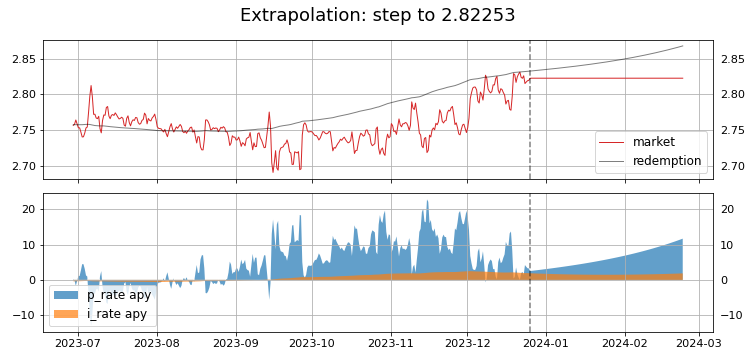 Extrapolation: step to 2.82253
2.85 2.85
2.80 2.80
2.75 2.75
2.70 2.70
market
redemption
20 20
10 10
0 0
−10 −10
p_rate apy
i_rate apy
2023-07 2023-08 2023-09 2023-10 2023-11 2023-12 2024-01 2024-02 2024-03